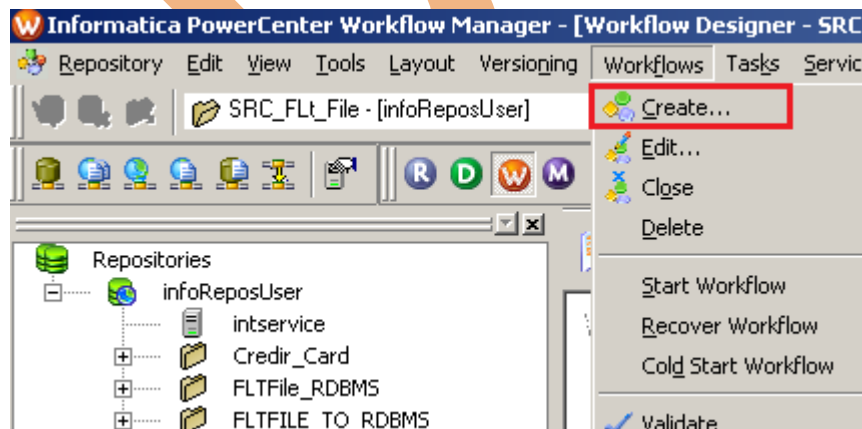 W Informatica PowerCenter Workflow Manager - [Workflow Designer - SRC
Repository Edit View Tools Layout Versioning Workflows Tasks Servic
SRC_FLt_File - [infoReposUser]
Create...
Edit...
R D W M
Close
Delete
Repositories
infoReposUser
Start Workflow
intservice
Recover Workflow
Credir_Card
Cold Start Workflow
FLTFile_RDBMS
FLTFILE_TO_RDBMS
Validate